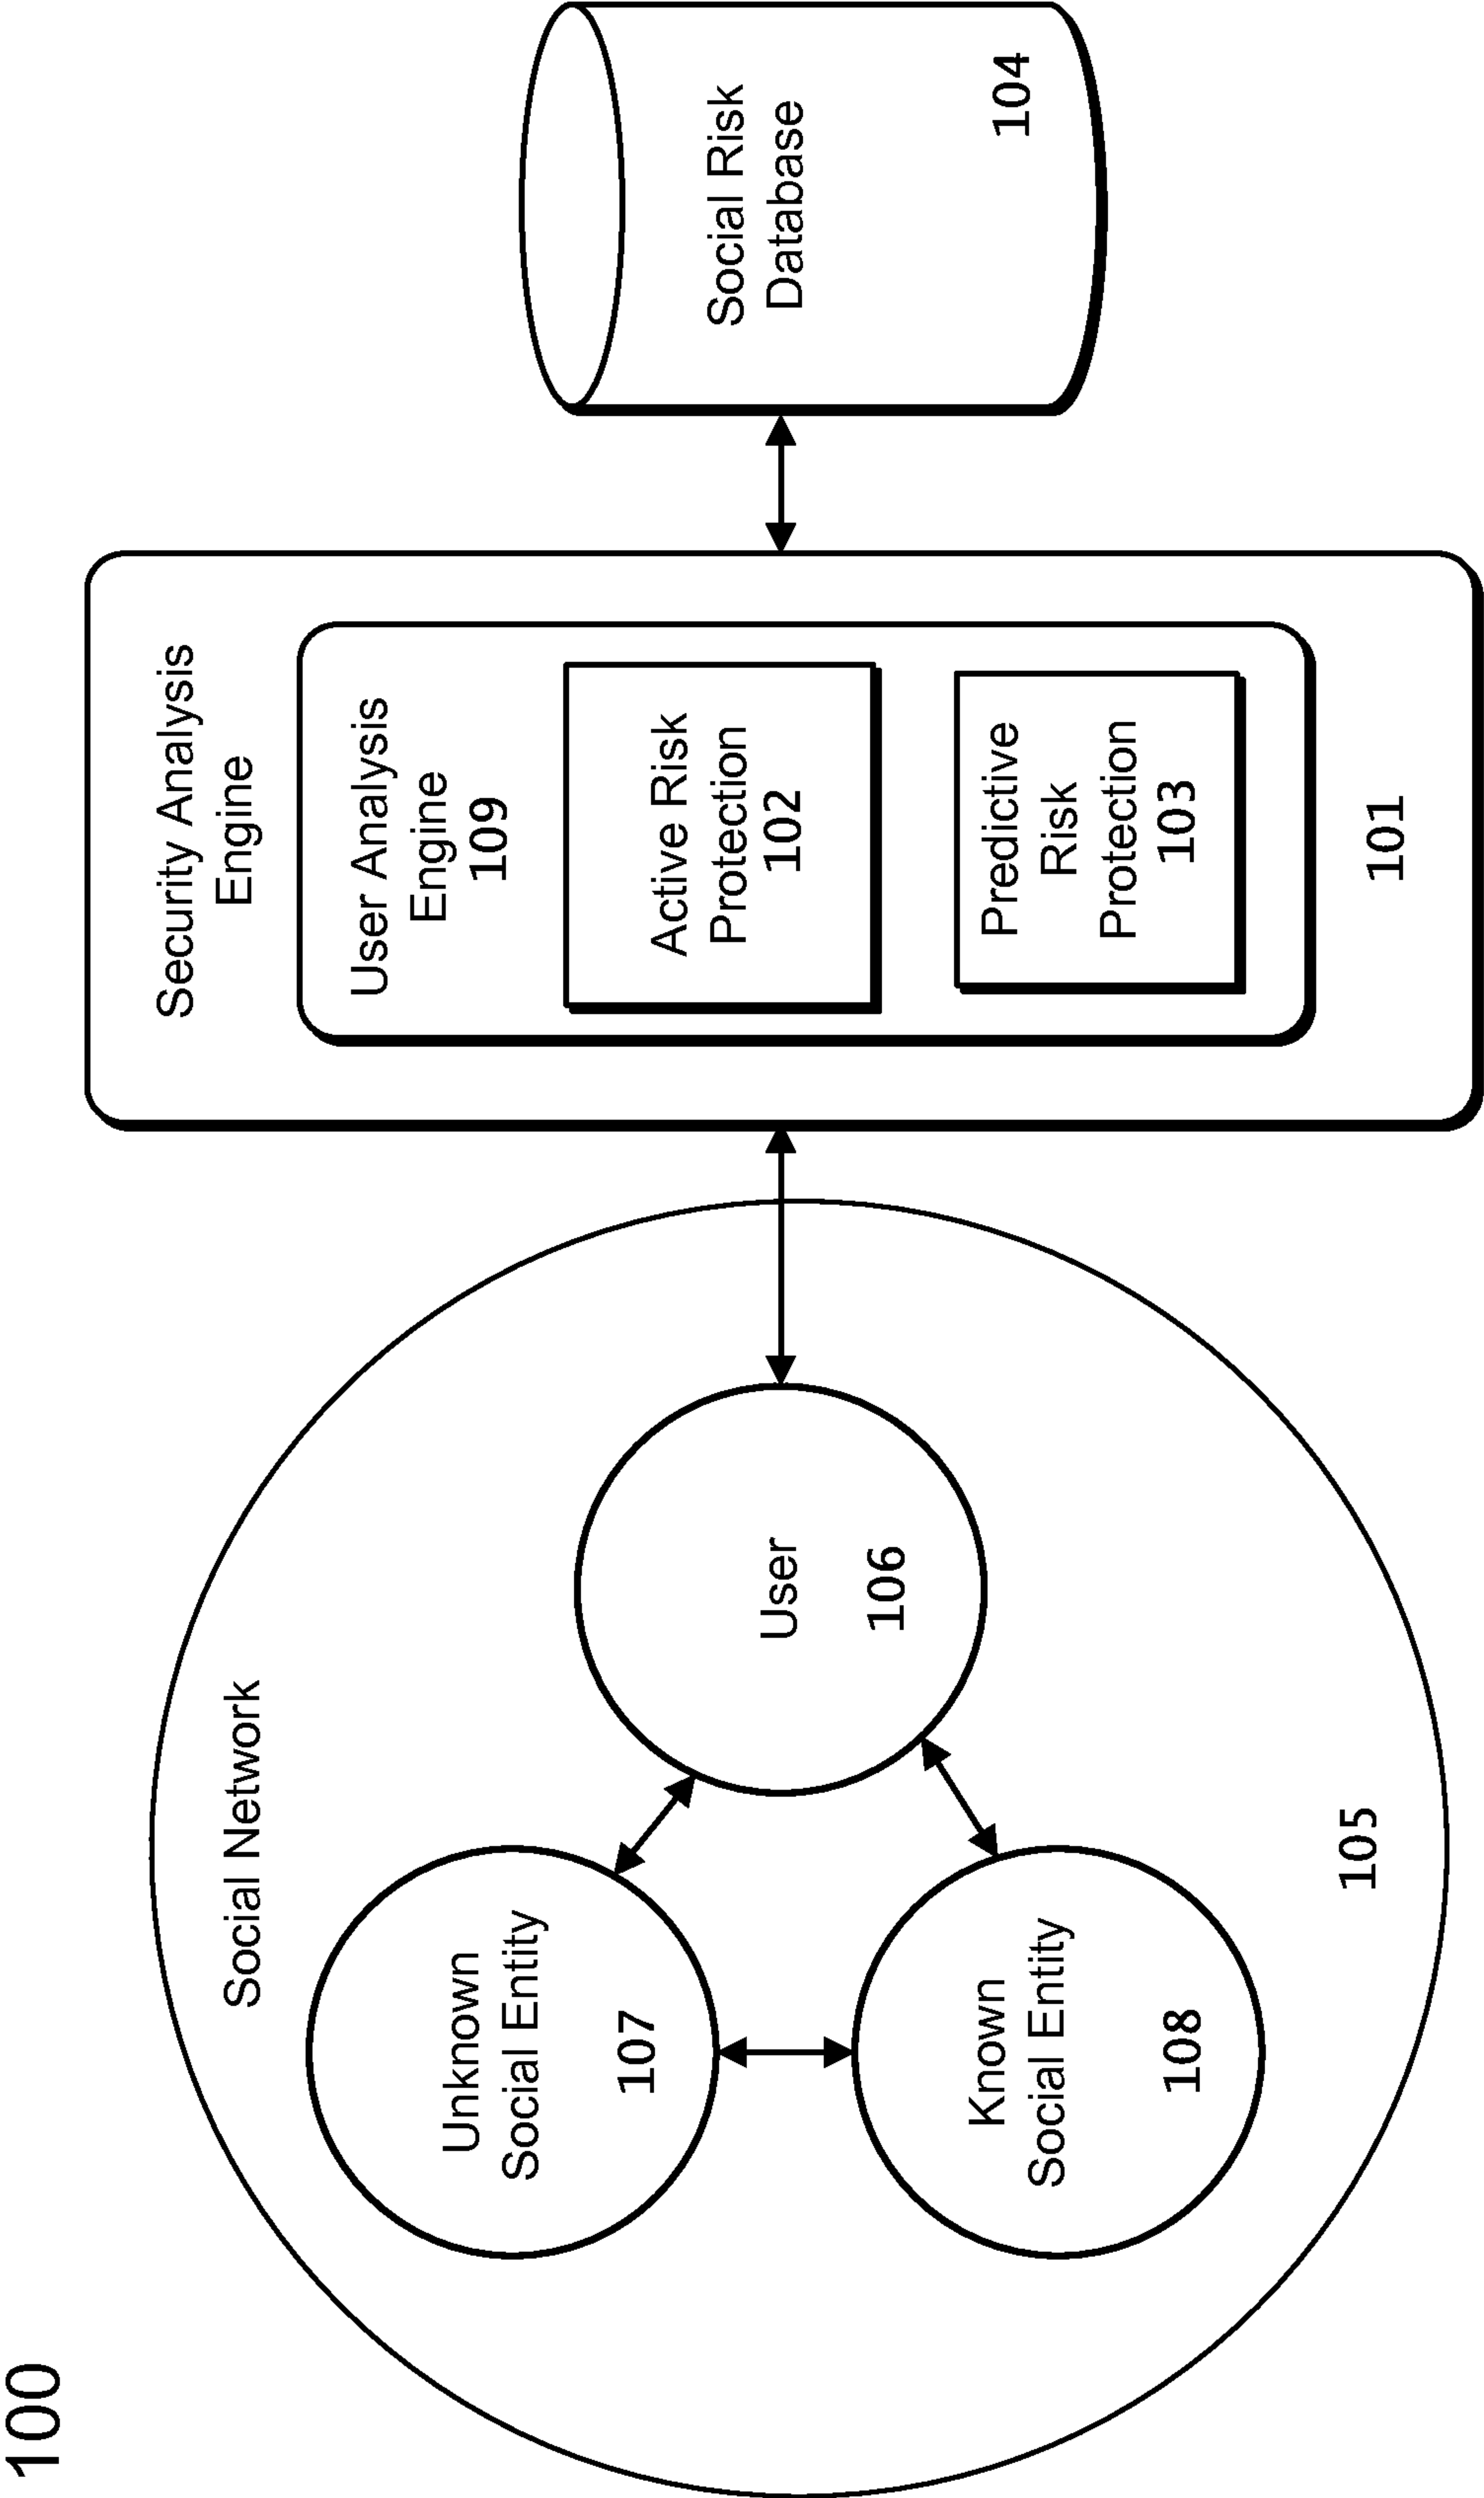 100
Social Network
Unknown
Social Entity
107
Known
Social Entity
108
User
106
105
Security Analysis
Engine
User Analysis
Engine
109
Active Risk
Protection
102
Predictive
Risk
Protection
103
101
Social Risk
Database
104